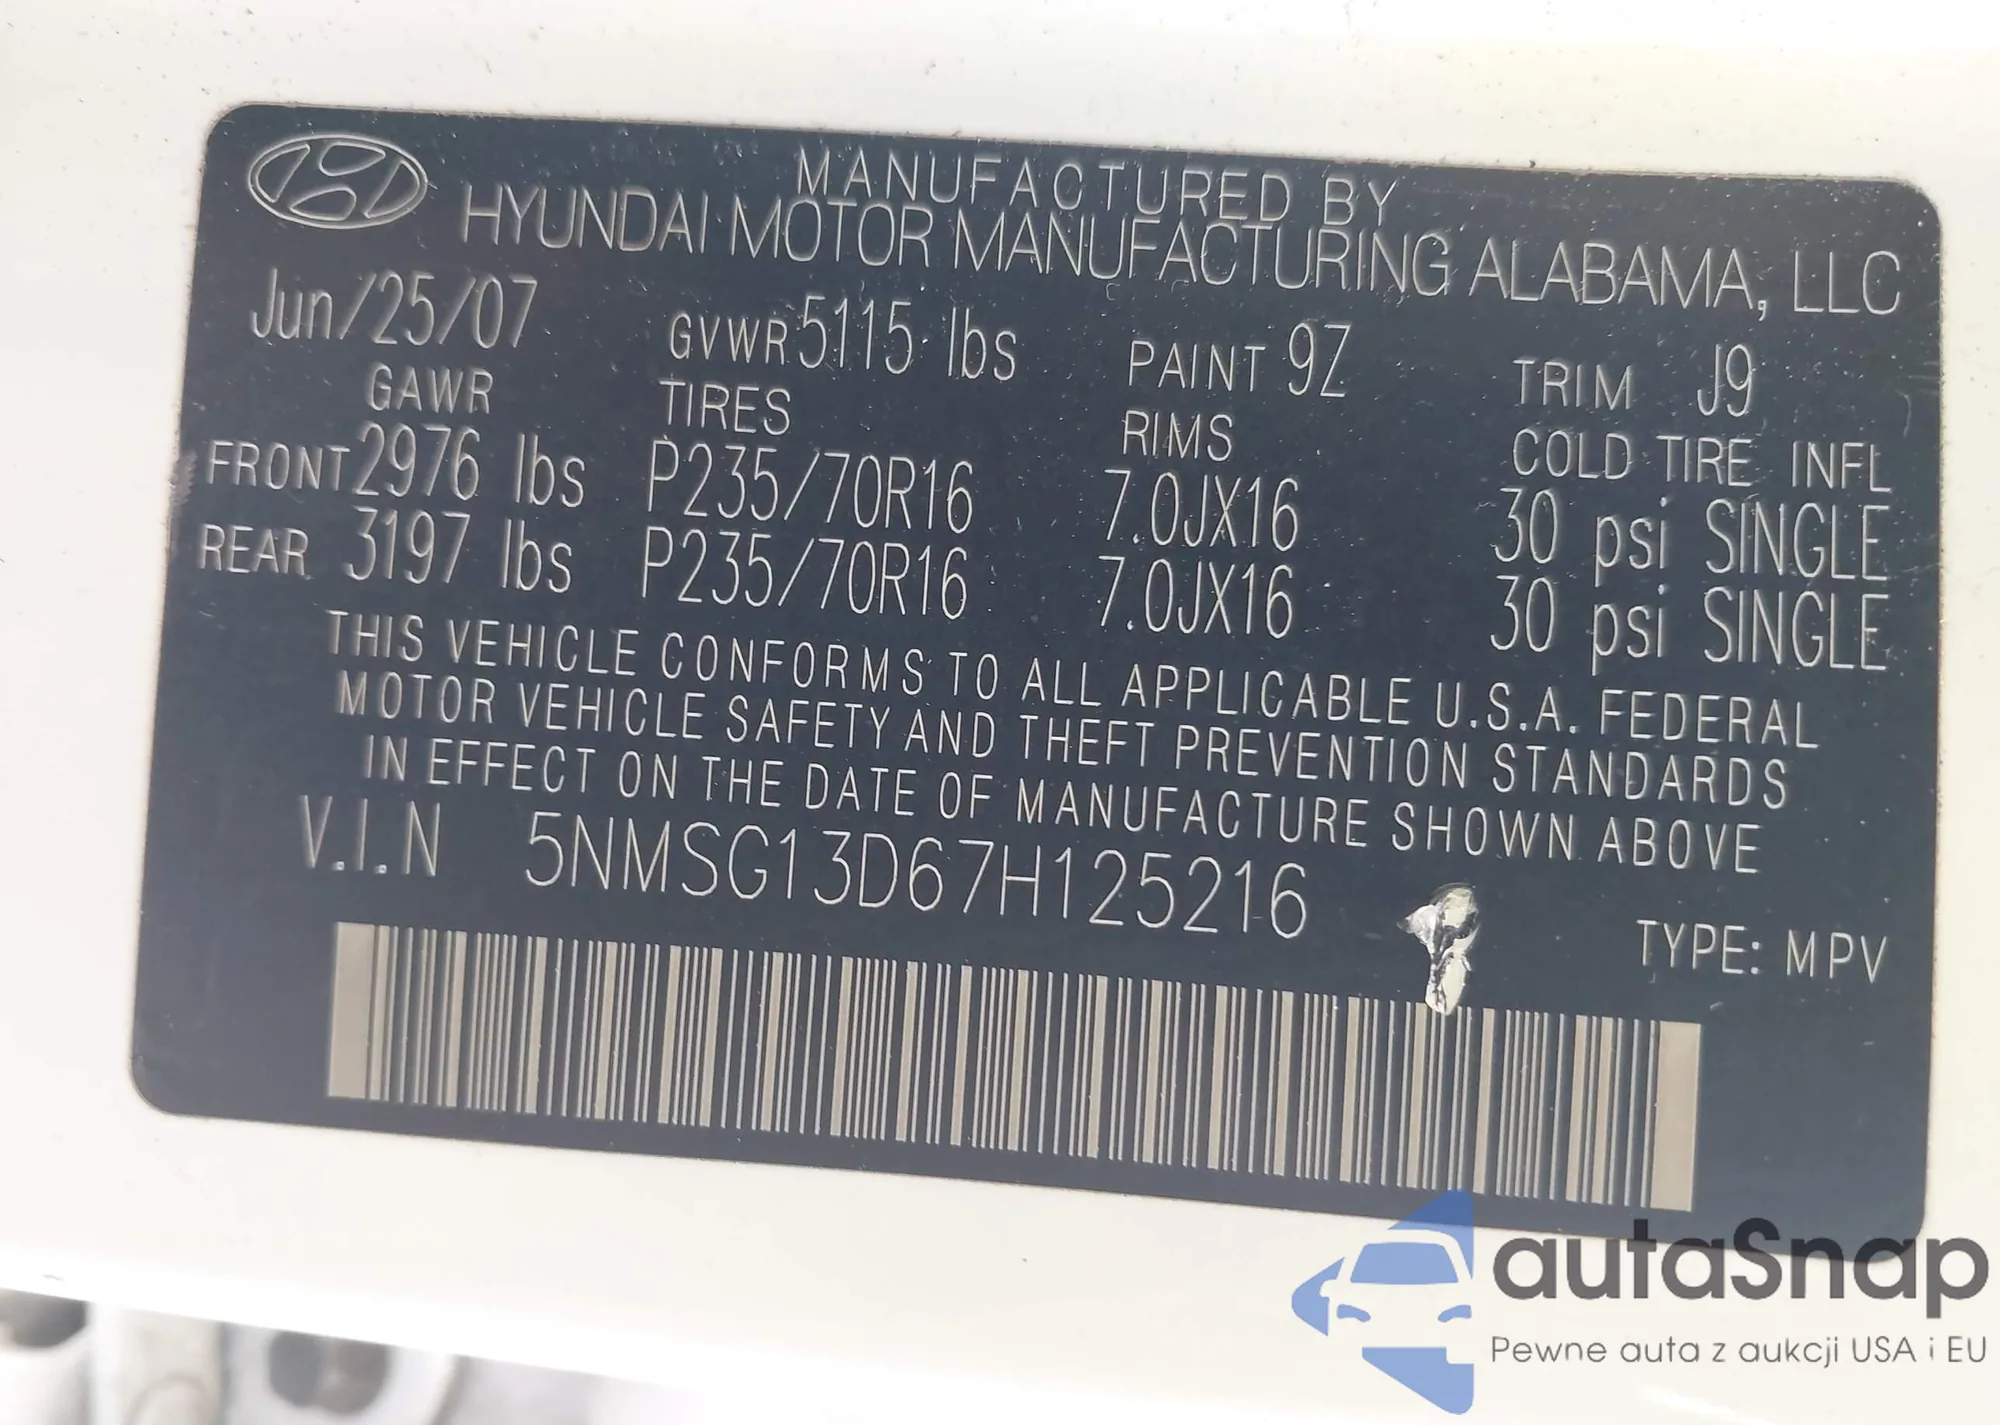 MANUFACTURED BY
HYUNDAI MOTOR MANUFACTURING ALABAMA, LLC
Jun/25/07 GVWR 5115 lbs PAINT 9Z TRIM J9
GAWR TIRES RIMS COLD TIRE INFL
FRONT 2976 lbs P235/70R16 7.0JX16 30 psi SINGLE
REAR 3197 lbs P235/70R16 7.0JX16 30 psi SINGLE
THIS VEHICLE CONFORMS TO ALL APPLICABLE U.S.A. FEDERAL
MOTOR VEHICLE SAFETY AND THEFT PREVENTION STANDARDS
IN EFFECT ON THE DATE OF MANUFACTURE SHOWN ABOVE
V.I.N 5NMSG13D67H125216
TYPE: MPV
autaSnap
Pewne auta z aukcji USA i EU